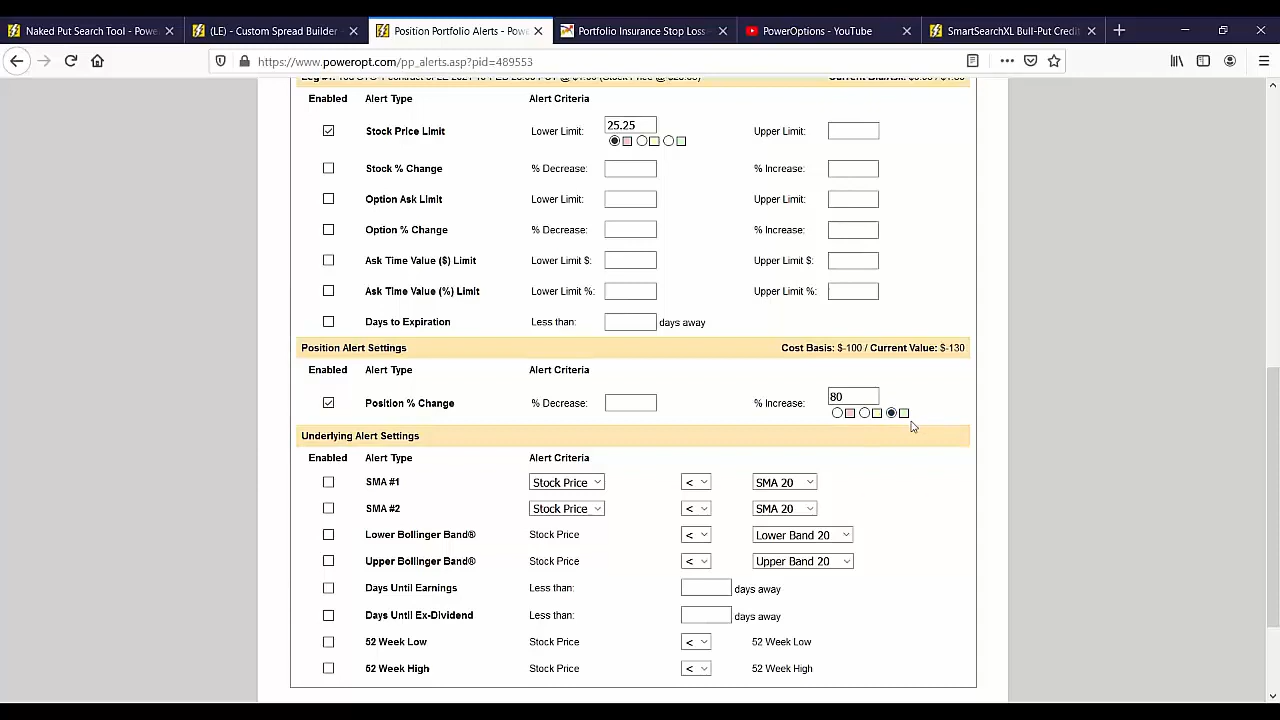 Naked Put Search Tool - Powe
(LE) - Custom Spread Builder
Position Portfolio Alerts - Powe
Portfolio Insurance Stop Loss
PowerOptions - YouTube
SmartSearchXL Bull-Put Credi
https://www.poweropt.com/pp_alerts.asp?pid=489553
Enabled Alert Type Alert Criteria
Stock Price Limit Lower Limit: 25.25 Upper Limit:
Stock % Change % Decrease: % Increase:
Option Ask Limit Lower Limit: Upper Limit:
Option % Change % Decrease: % Increase:
Ask Time Value ($) Limit Lower Limit $: Upper Limit $:
Ask Time Value (%) Limit Lower Limit %: Upper Limit %:
Days to Expiration Less than: days away
Position Alert Settings Cost Basis: $-100 / Current Value: $-130
Enabled Alert Type Alert Criteria
Position % Change % Decrease: % Increase: 80
Underlying Alert Settings
Enabled Alert Type Alert Criteria
SMA #1 Stock Price < SMA 20
SMA #2 Stock Price < SMA 20
Lower Bollinger Band® Stock Price < Lower Band 20
Upper Bollinger Band® Stock Price < Upper Band 20
Days Until Earnings Less than: days away
Days Until Ex-Dividend Less than: days away
52 Week Low Stock Price < 52 Week Low
52 Week High Stock Price < 52 Week High